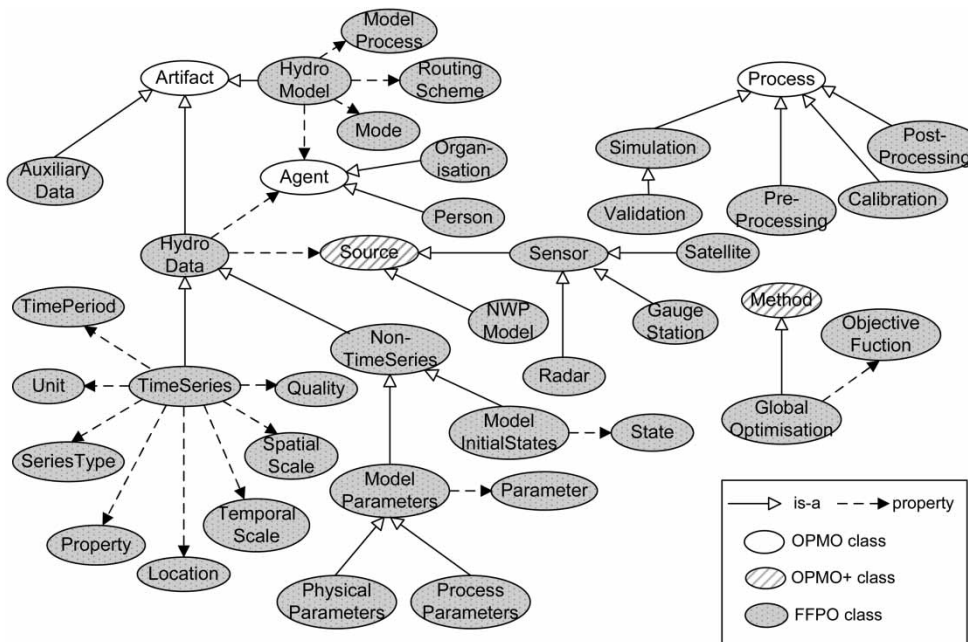 Model
Process
Artifact
Hydro
Model
Routing
Scheme
Process
Mode
Auxiliary
Data
Organ-
isation
Agent
Person
Simulation
Post-
Processing
Validation
Pre-
Processing
Calibration
Hydro
Data
Source
Sensor
Satellite
TimePeriod
NWP
Model
Gauge
Station
Method
Objective
Fuction
Non-
TimeSeries
Unit
TimeSeries
Quality
Radar
Global
Optimisation
SeriesType
Spatial
Scale
Model
InitialStates
State
Model
Parameters
Parameter
Property
Temporal
Scale
Location
Physical
Parameters
Process
Parameters
is-a
property
OPMO class
OPMO+ class
FFPO class